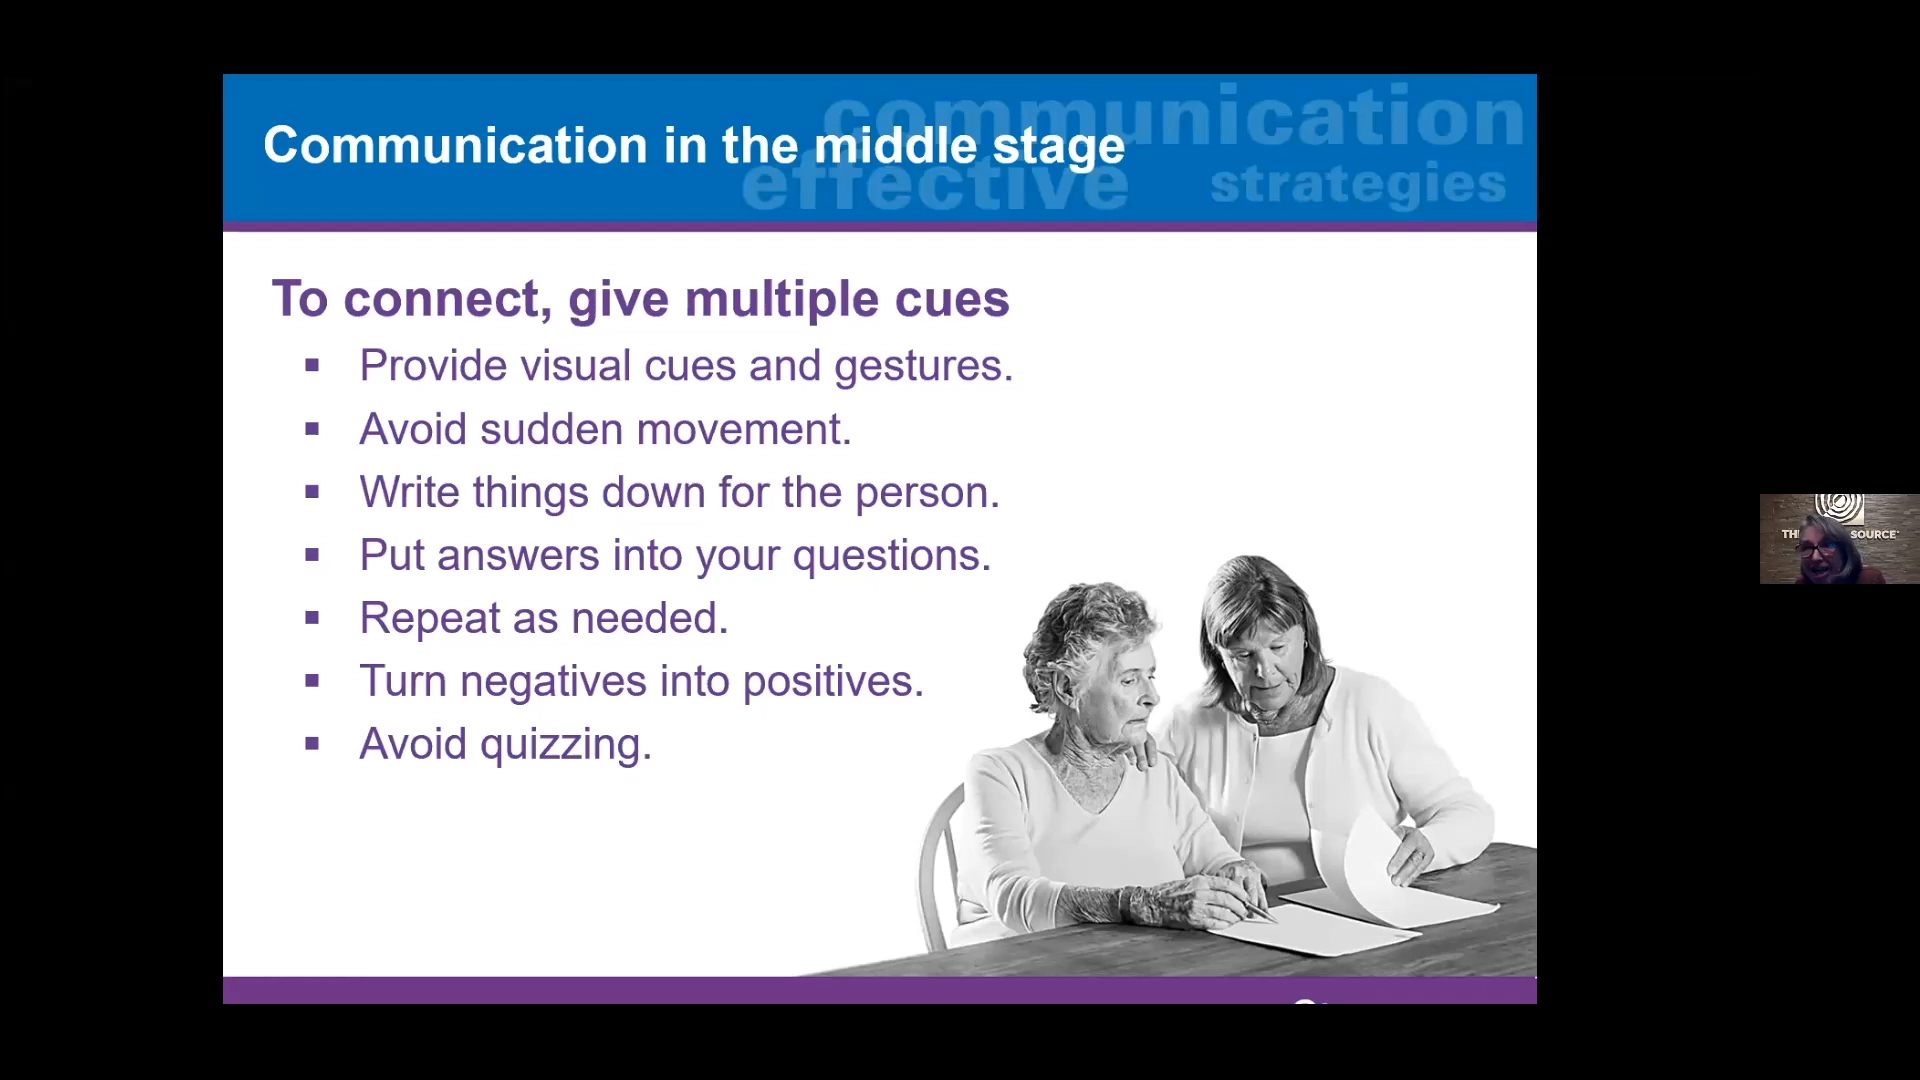 communication
Communication in the middle stage
effective strategies
To connect, give multiple cues
▪ Provide visual cues and gestures.
▪ Avoid sudden movement.
▪ Write things down for the person.
▪ Put answers into your questions.
▪ Repeat as needed.
▪ Turn negatives into positives.
▪ Avoid quizzing.
SOURCE